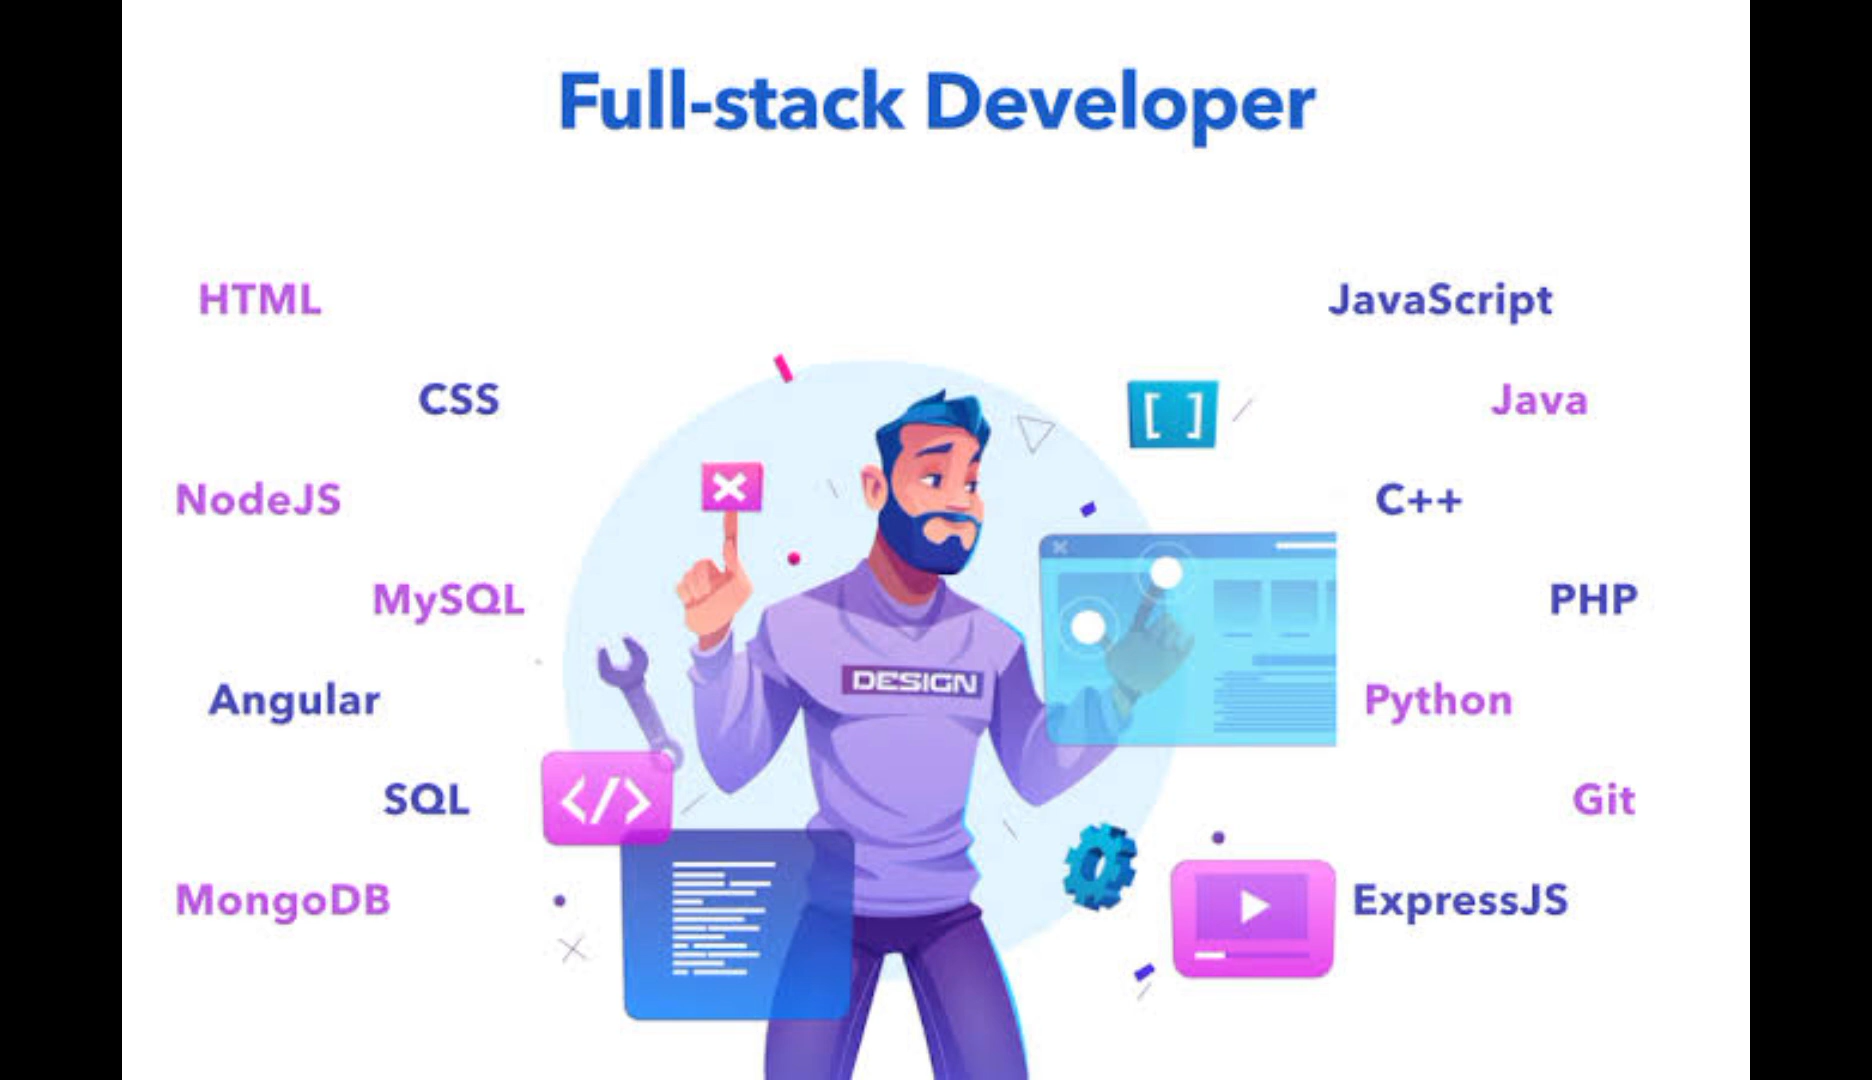 Full-stack Developer
HTML
JavaScript
CSS
Java
NodeJS
C++
MySQL
PHP
DESIGN
Angular
Python
SQL
Git
</>
MongoDB
ExpressJS
[ ]